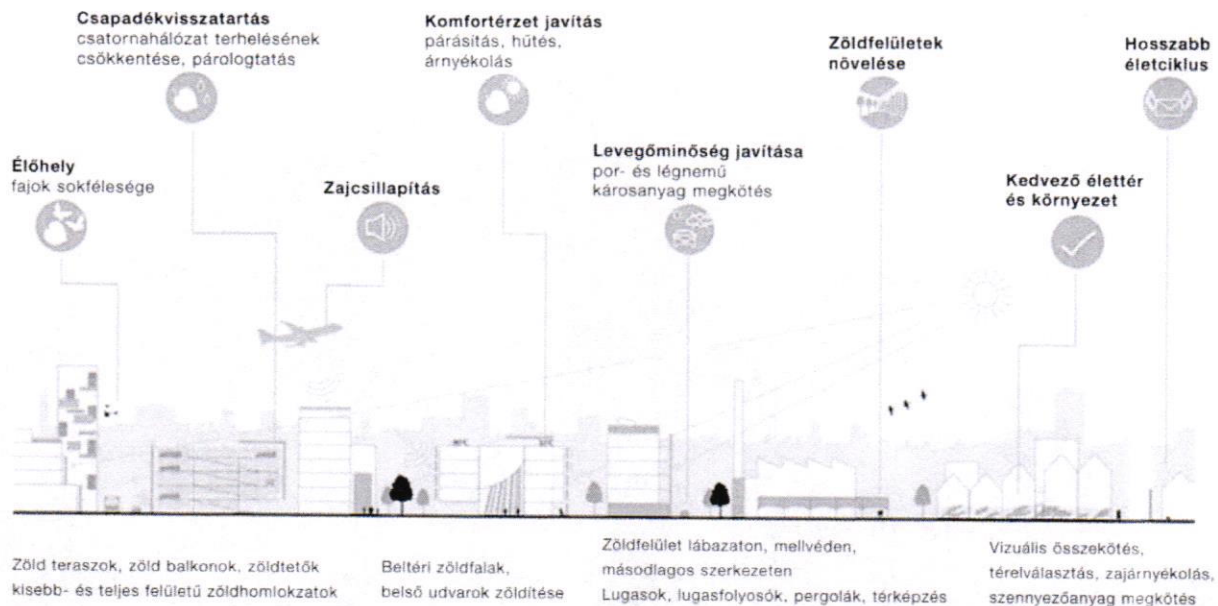 Csapadékvisszatartás
csatornahálózat terhelésének
csökkentése, párologtatás
Komfortérzet javítás
párásítás, hűtés,
árnyékolás
Zöldfelületek
növelése
Hosszabb
életciklus
Élőhely
fajok sokfélesége
Zajcsillapítás
Levegőminőség javítása
por- és légnemű
károsanyag megkötés
Kedvező élettér
és környezet
Zöld teraszok, zöld balkonok, zöldtetők
kisebb- és teljes felületű zöldhomlokzatok
Beltéri zöldfalak,
belső udvarok zöldítése
Zöldfelület lábazaton, mellvéden,
másodlagos szerkezeten
Lugasok, lugasfolyosók, pergolák, térképzés
Vizuális összekötés,
térelválasztás, zajárnyékolás,
szennyezőanyag megkötés